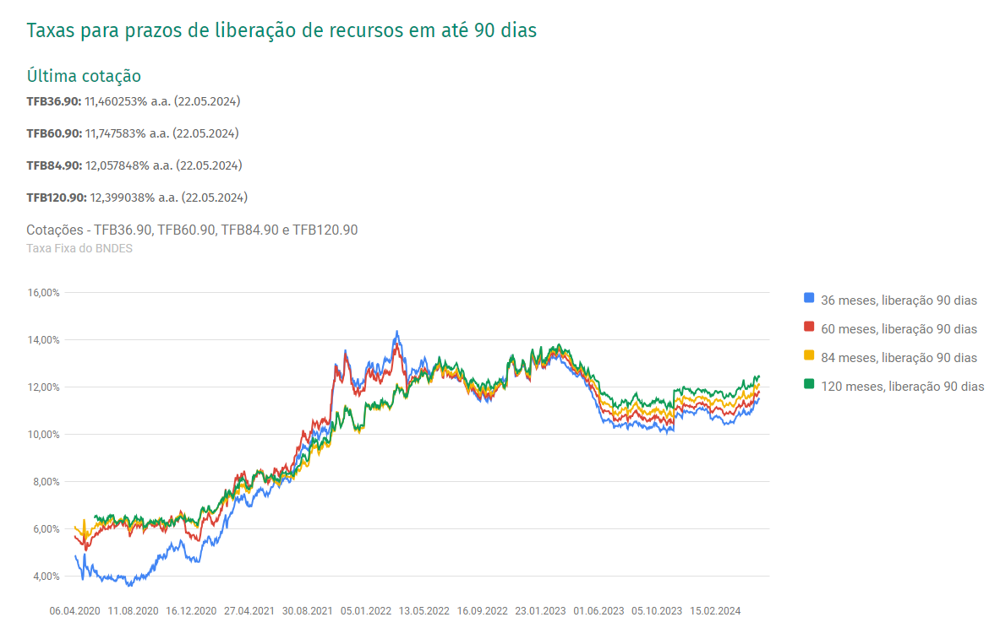 Taxas para prazos de liberação de recursos em até 90 dias
Última cotação
TFB36.90: 11,460253% a.a. (22.05.2024)
TFB60.90: 11,747583% a.a. (22.05.2024)
TFB84.90: 12,057848% a.a. (22.05.2024)
TFB120.90: 12,399038% a.a. (22.05.2024)
Cotações - TFB36.90, TFB60.90, TFB84.90 e TFB120.90
Taxa Fixa do BNDES
16,00%
14,00%
12,00%
10,00%
8,00%
6,00%
4,00%
06.04.2020 11.08.2020 16.12.2020 27.04.2021 30.08.2021 05.01.2022 13.05.2022 16.09.2022 23.01.2023 01.06.2023 05.10.2023 15.02.2024
36 meses, liberação 90 dias
60 meses, liberação 90 dias
84 meses, liberação 90 dias
120 meses, liberação 90 dias